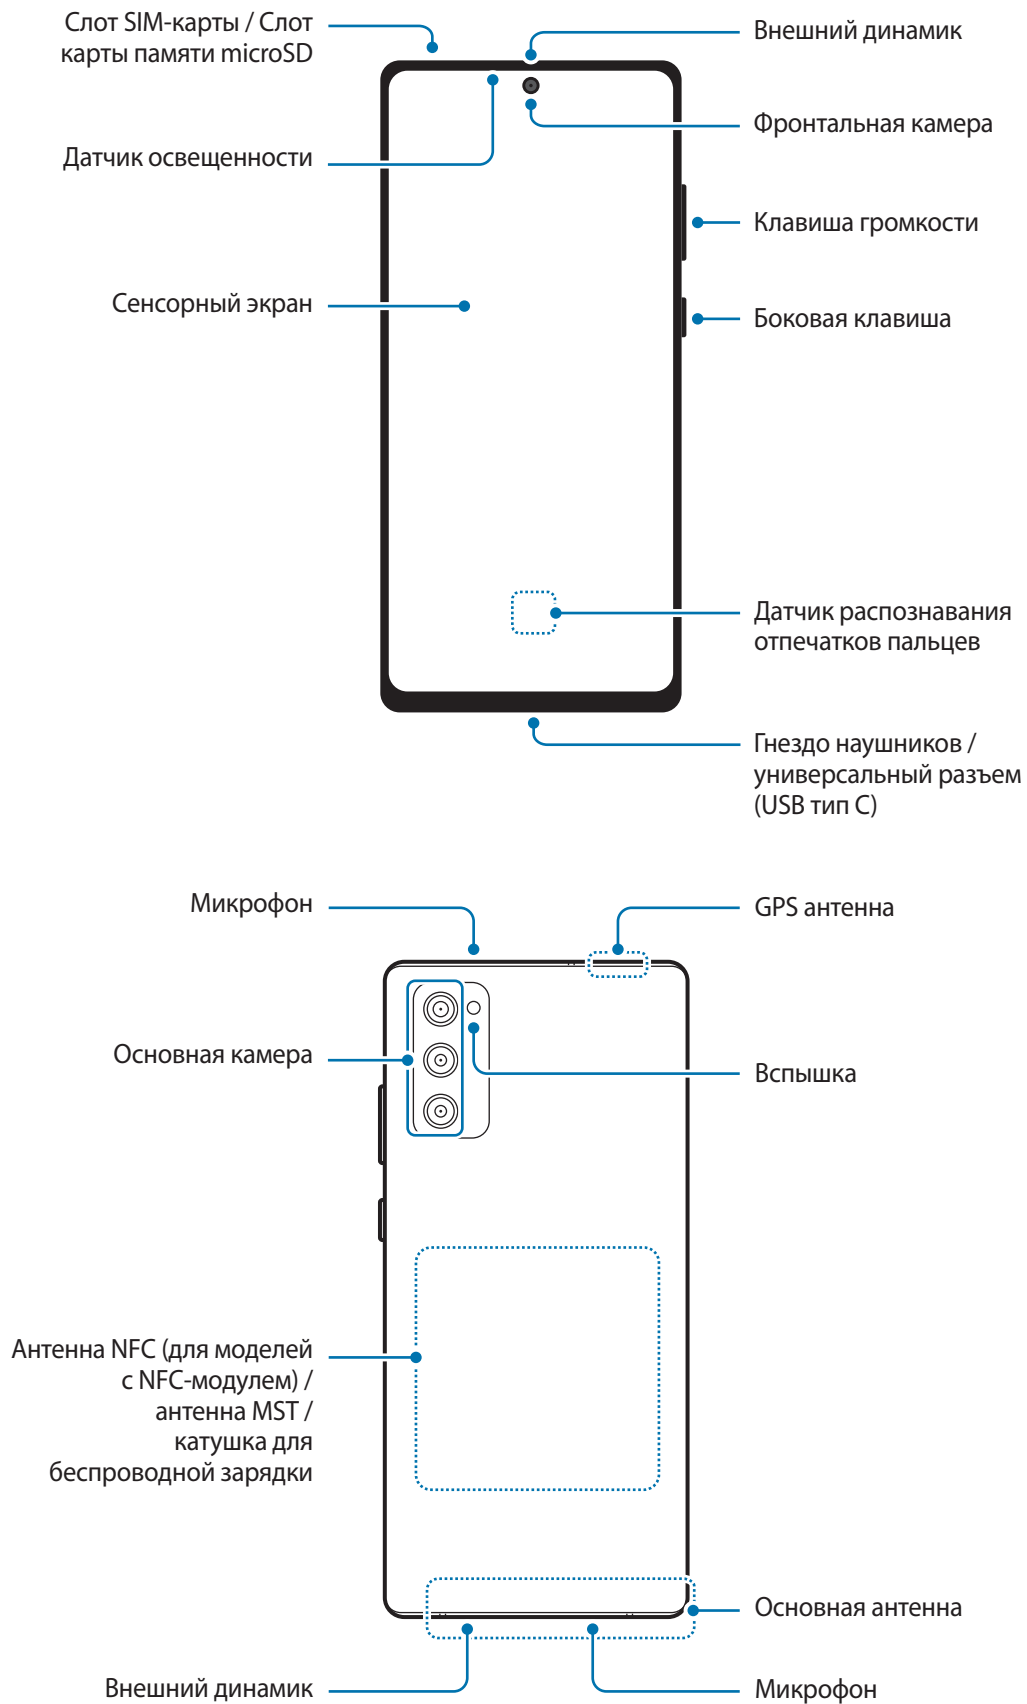 Слот SIM-карты / Слот
карты памяти microSD
Внешний динамик
Фронтальная камера
Датчик освещенности
Клавиша громкости
Сенсорный экран
Боковая клавиша
Датчик распознавания
отпечатков пальцев
Гнездо наушников /
универсальный разъем
(USB тип C)
Микрофон
GPS антенна
Основная камера
Вспышка
Антенна NFC (для моделей
с NFC-модулем) /
антенна MST /
катушка для
беспроводной зарядки
Основная антенна
Внешний динамик
Микрофон